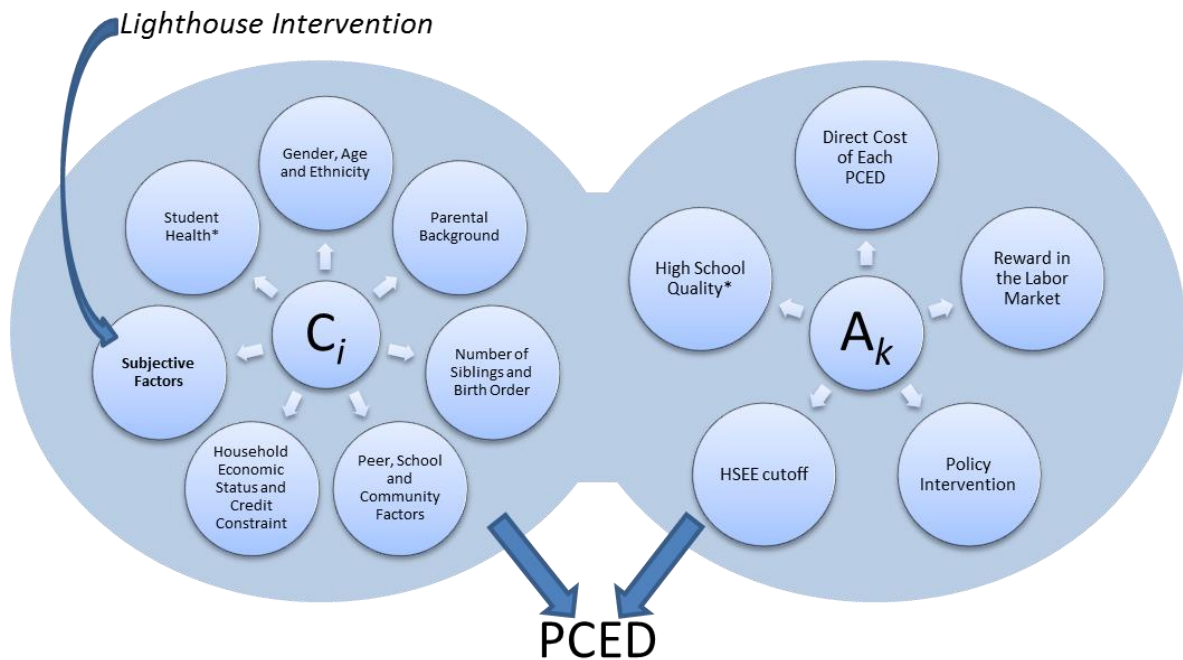 Lighthouse Intervention
Gender, Age
and Ethnicity
Student
Health*
Parental
Background
C i
Subjective
Factors
Number of
Siblings and
Birth Order
Household
Economic
Status and
Credit
Constraint
Peer, School
and
Community
Factors
Direct Cost
of Each
PCED
High School
Quality*
Reward in
the Labor
Market
A k
HSEE cutoff
Policy
Intervention
PCED